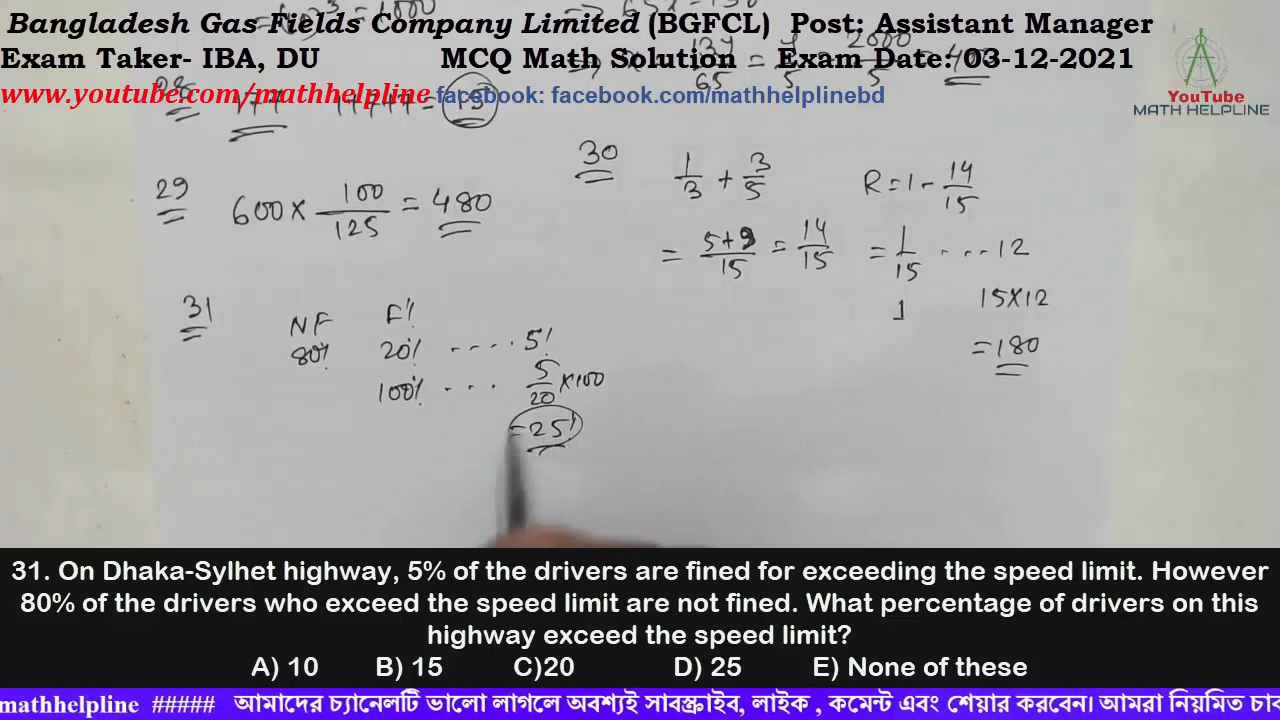 Bangladesh Gas Fields Company Limited (BGFCL) Post: Assistant Manager
Exam Taker- IBA, DU MCQ Math Solution Exam Date: 03-12-2021
www.youtube.com/mathhelpline facebook: facebook.com/mathhelplinebd
YouTube
MATH HELPLINE
29
600 × 100/125 = 480
30
1/3 + 3/5
= 5+9/15 = 14/15
R = 1 - 14/15
= 1/15 ....12
1 15×12
= 180
31
NF F%
80% 20% .... 5%
100% ... 5/20 ×100
= 25%
31. On Dhaka-Sylhet highway, 5% of the drivers are fined for exceeding the speed limit. However
80% of the drivers who exceed the speed limit are not fined. What percentage of drivers on this
highway exceed the speed limit?
A) 10 B) 15 C)20 D) 25 E) None of these
mathhelpline ##### আমাদের চ্যানেলটি ভালো লাগলে অবশ্যই সাবস্ক্রাইব, লাইক , কমেন্ট এবং শেয়ার করবেন। আমরা নিয়মিত